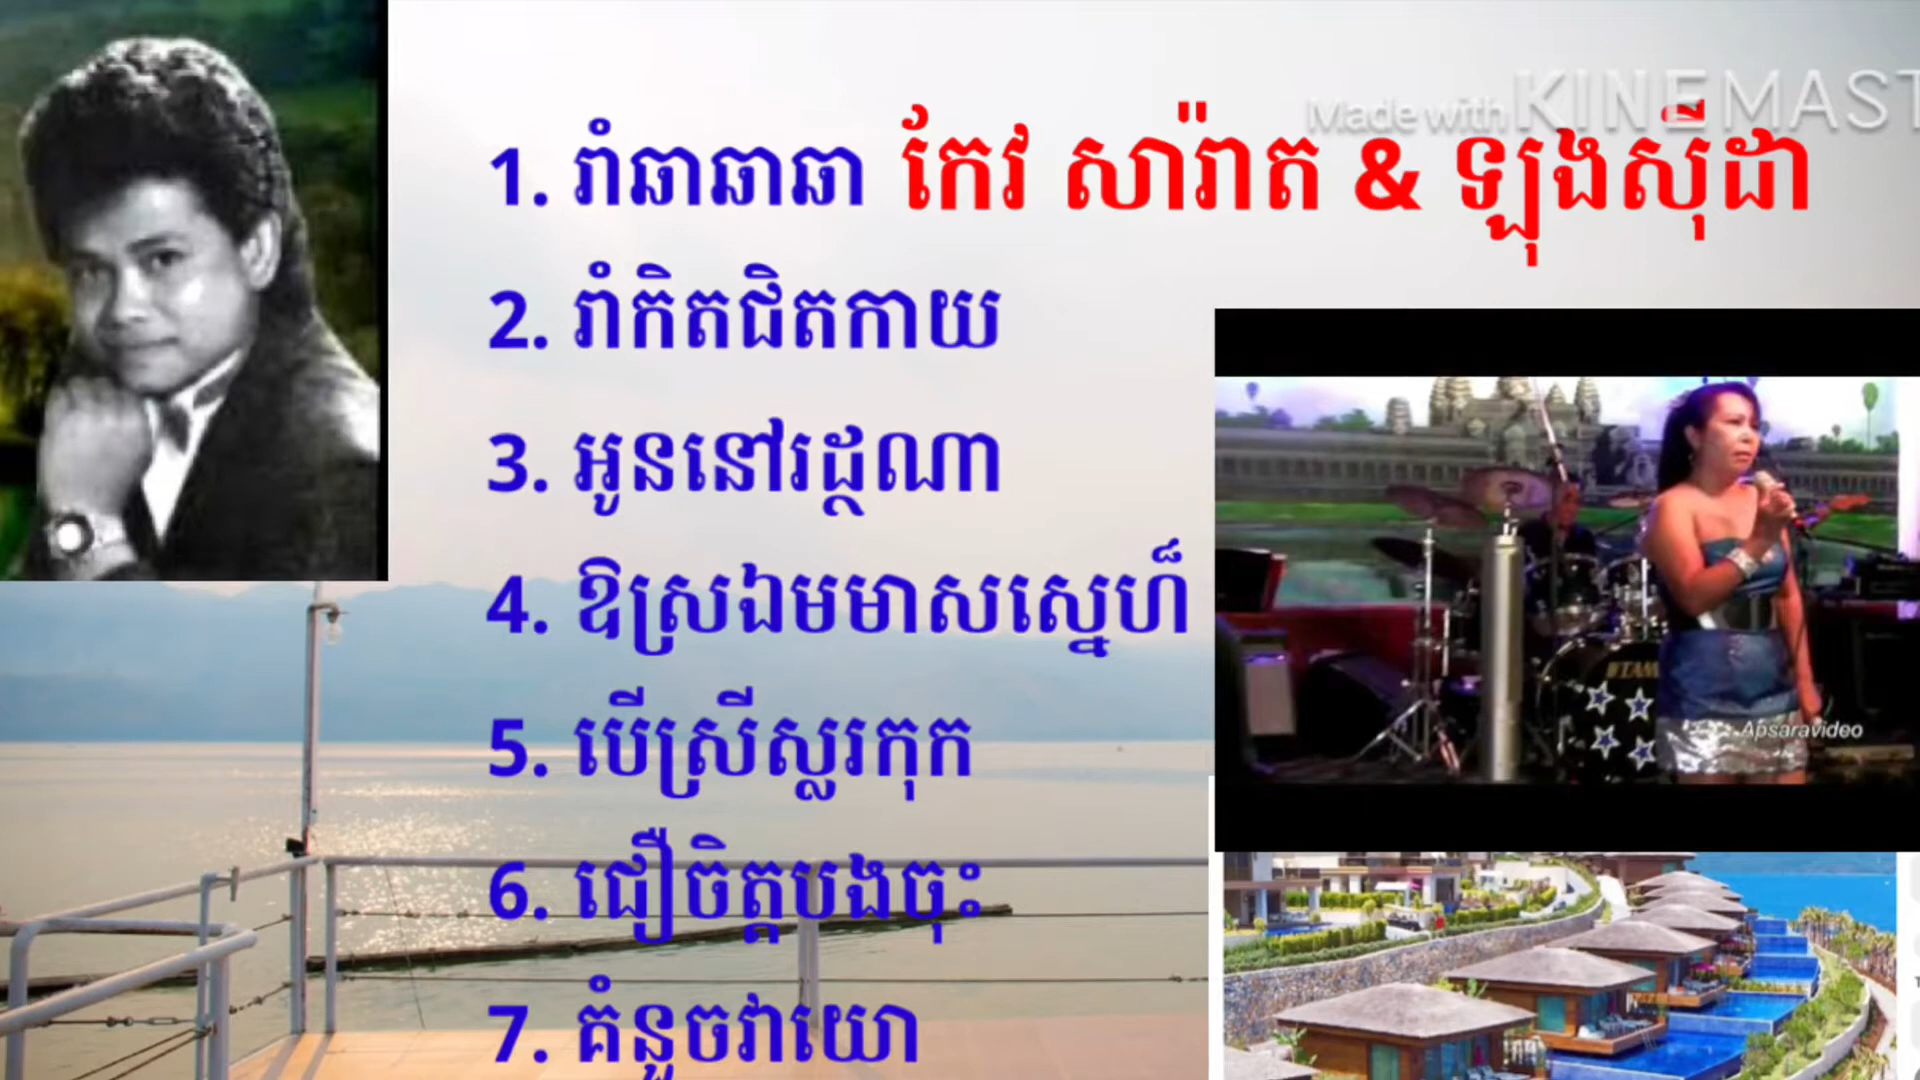 Made with KINEMAST
1. រាំឆាឆាឆា កែវ សារ៉ាត & ឡុងស៊ីដា
2. រាំកិតជិតកាយ
3. អូននៅរដ្ឋណា
4. ឱស្រឯមមាសស្នេហ៏
5. បើស្រីស្លរកកុក
6. ជឿចិត្តបងចុះ
7. គំនួចវាយោ
TAMA
Apsaravideo